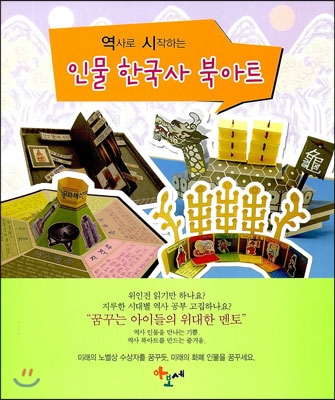 역사로 시작하는
인물 한국사 북아트
위인전 읽기만 하나요?
지루한 시대별 역사 공부 고집하나요?
"꿈꾸는 아이들의 위대한 멘토"
역사 인물을 만나는 기쁨,
역사 북아트를 만드는 즐거움,
미래의 노벨상 수상자를 꿈꾸듯, 미래의 화폐 인물을 꿈꾸세요.
아보세